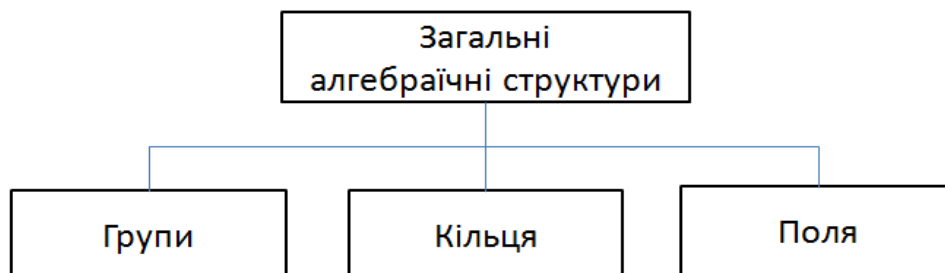 Загальні
алгебраїчні структури
Групи
Кільця
Поля